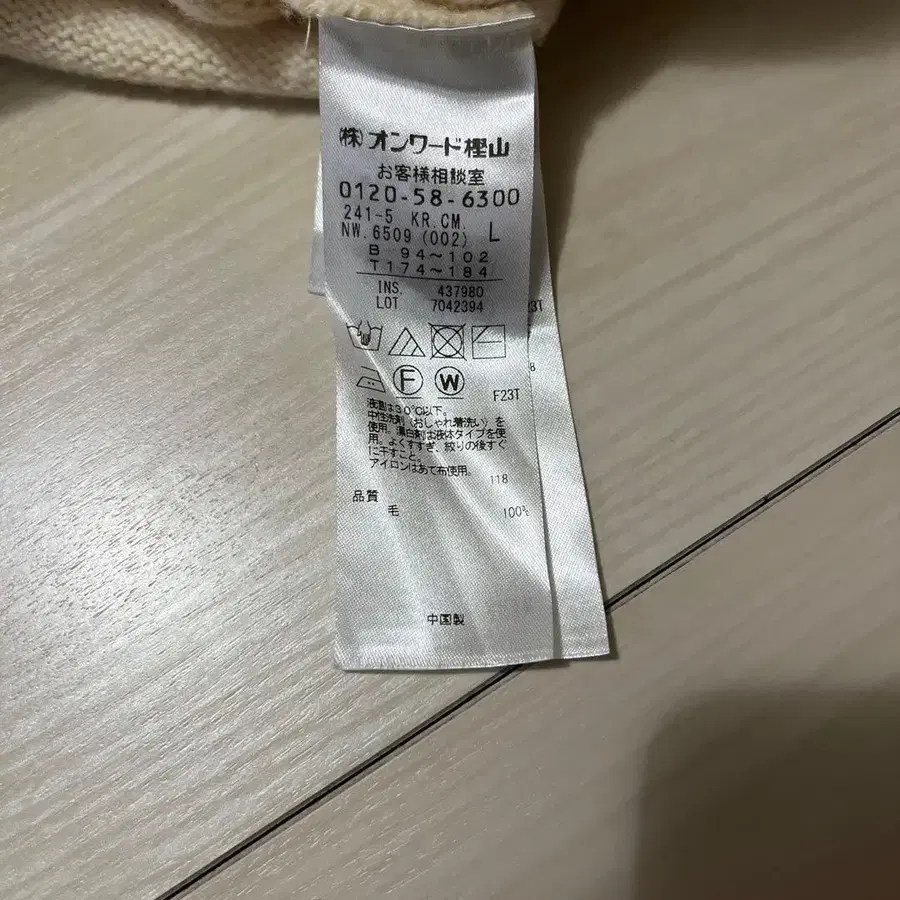 (株)オンワード樫山
お客様相談室
0120-58-6300
241-5 KR.CM. L
NW.6509 (002)
B 94~102
T174~184
INS. 437980
LOT 7042394
F W
F23T
液温は30℃以下。
中性洗剤(おしゃれ着洗い)を
使用。漂白剤は液体タイプを使
用。よくすすぎ、絞りの後すぐ
に干すこと。
アイロンはあて布使用。
118
品質
毛 100%
中国製
23T
8